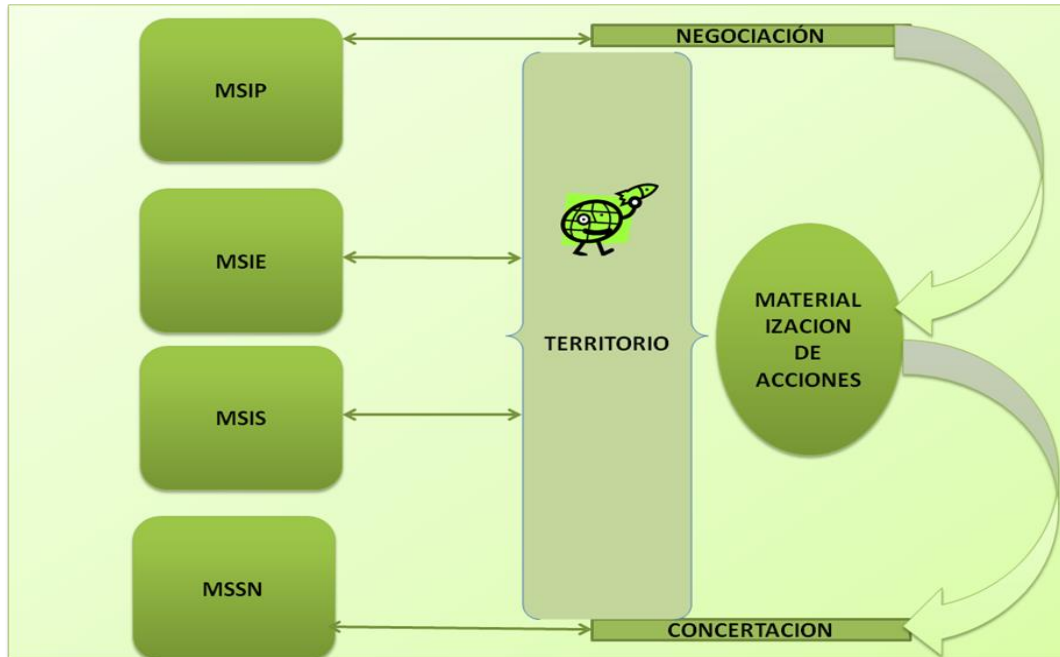 NEGOCIACIÓN
MSIP
MSIE
MSIS
MSSN
TERRITORIO
MATERIAL
IZACION
DE
ACCIONES
CONCERTACION